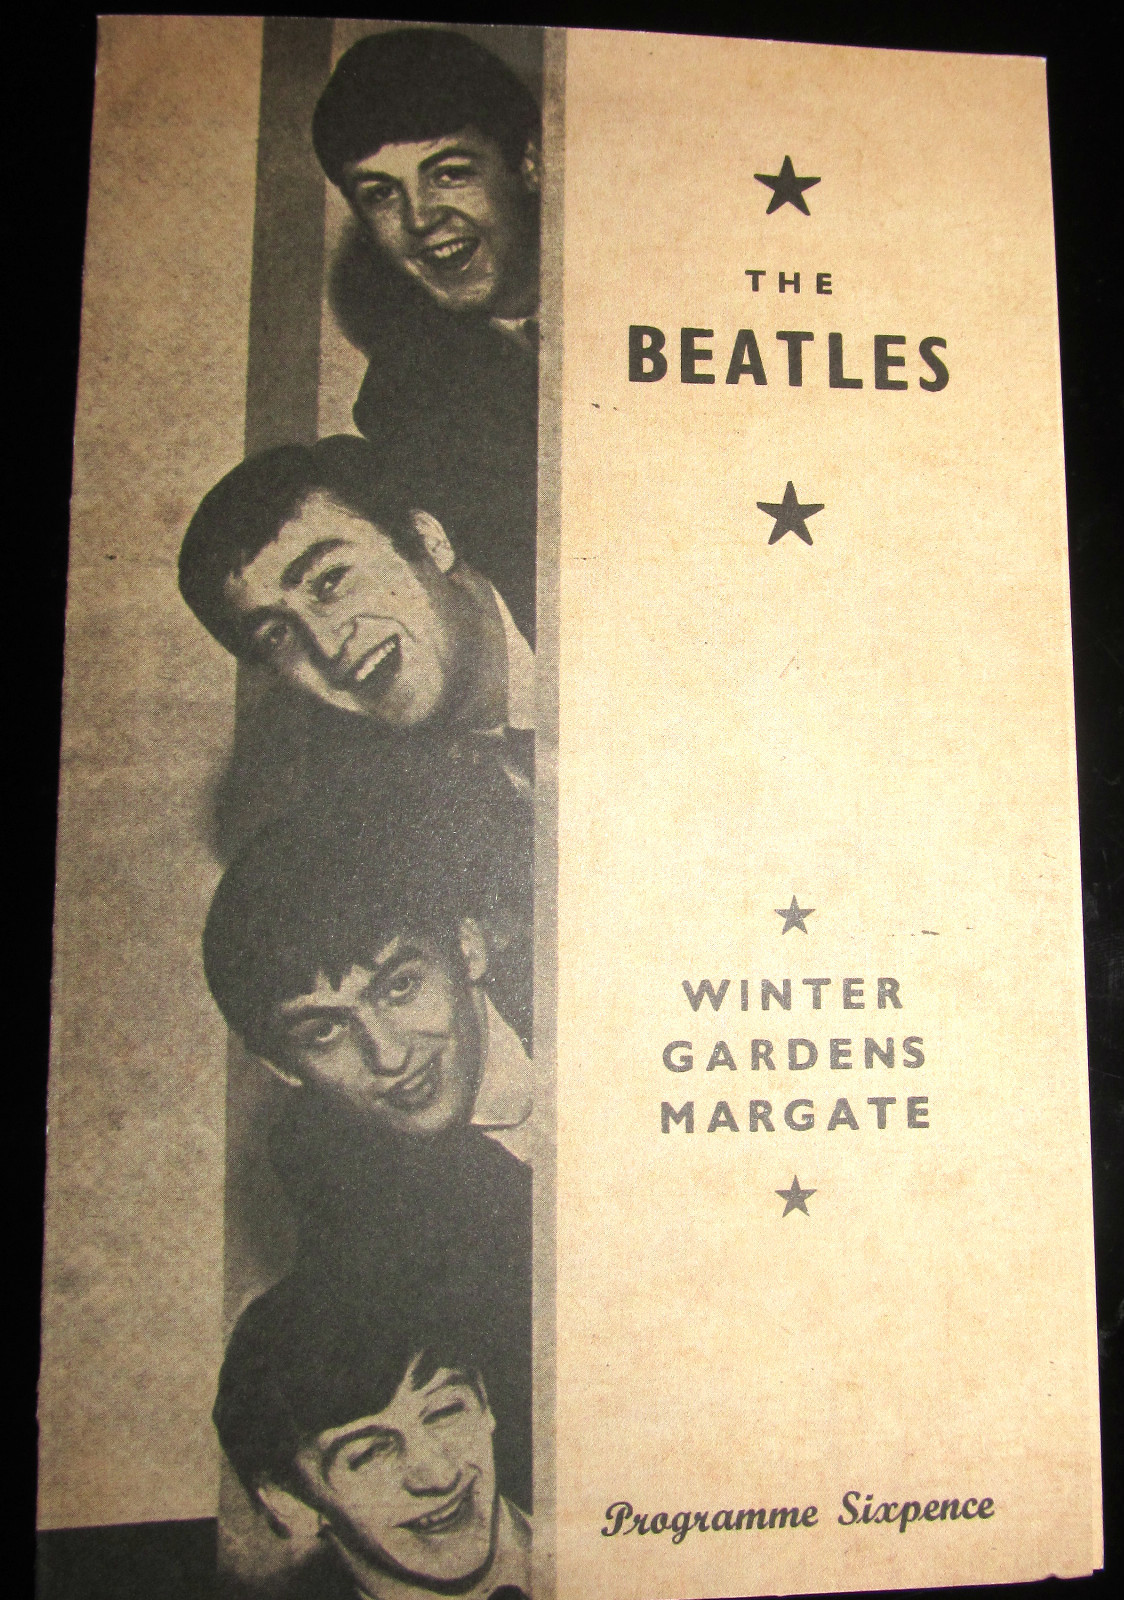 THE
BEATLES
WINTER
GARDENS
MARGATE
Programme Sixpence